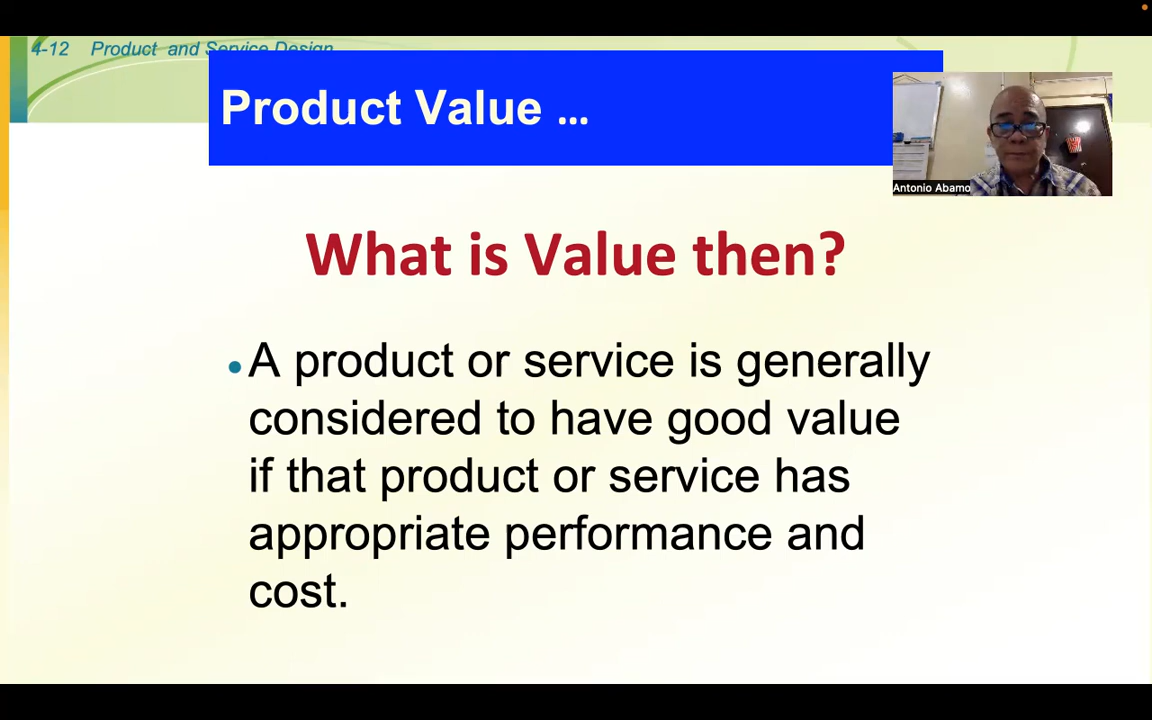 4-12 Product and Service Design
Product Value ...
Antonio Abamo
What is Value then?
• A product or service is generally
considered to have good value
if that product or service has
appropriate performance and
cost.